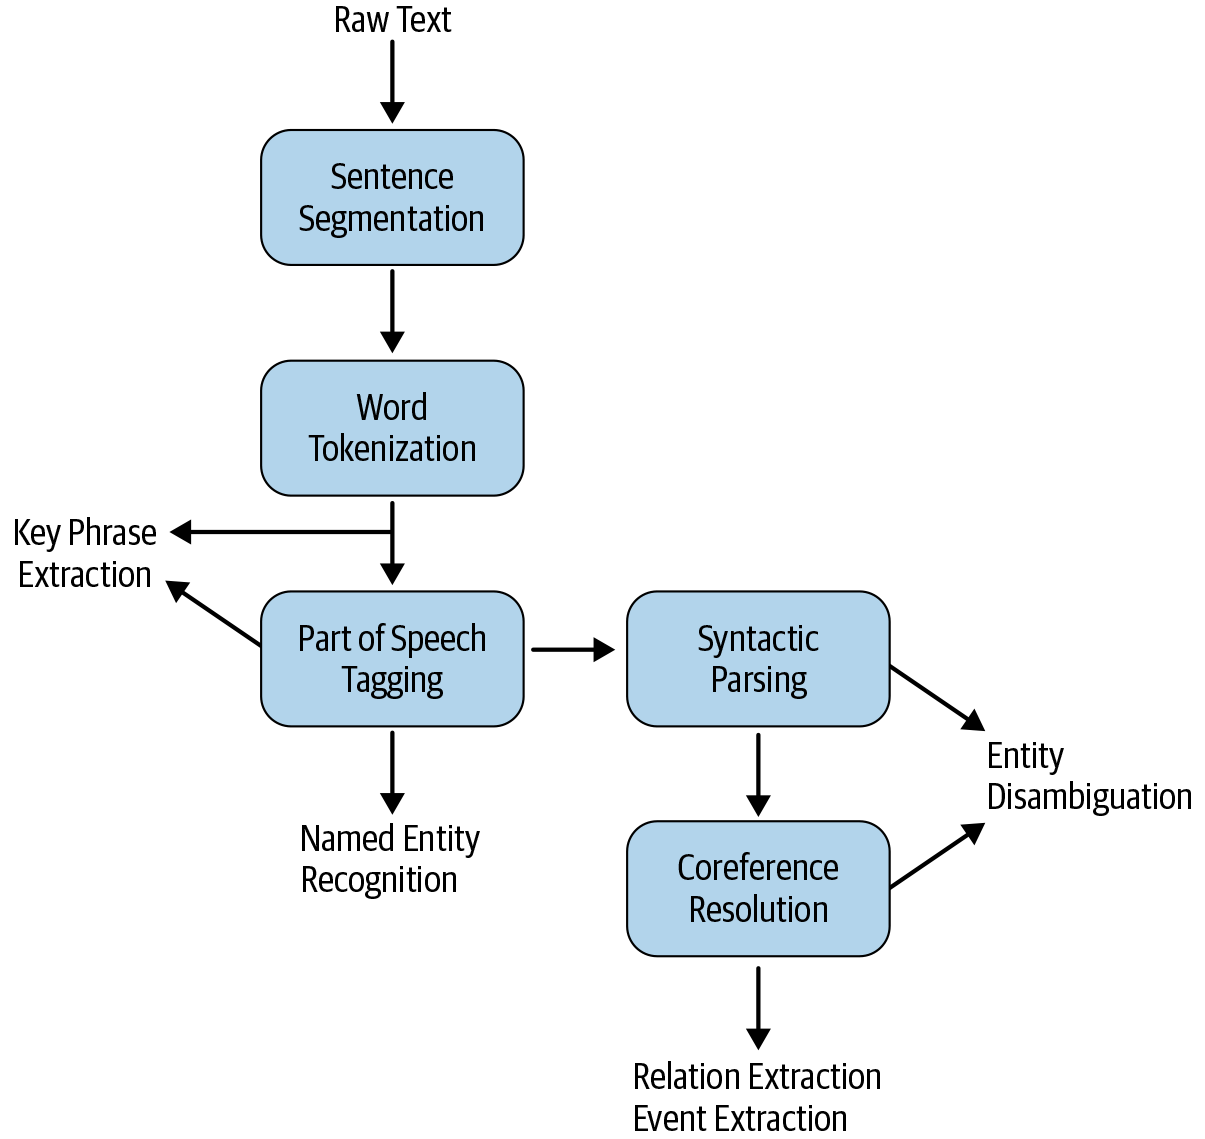 Raw Text
Sentence
Segmentation
Word
Tokenization
Key Phrase
Extraction
Part of Speech
Tagging
Syntactic
Parsing
Entity
Disambiguation
Named Entity
Recognition
Coreference
Resolution
Relation Extraction
Event Extraction